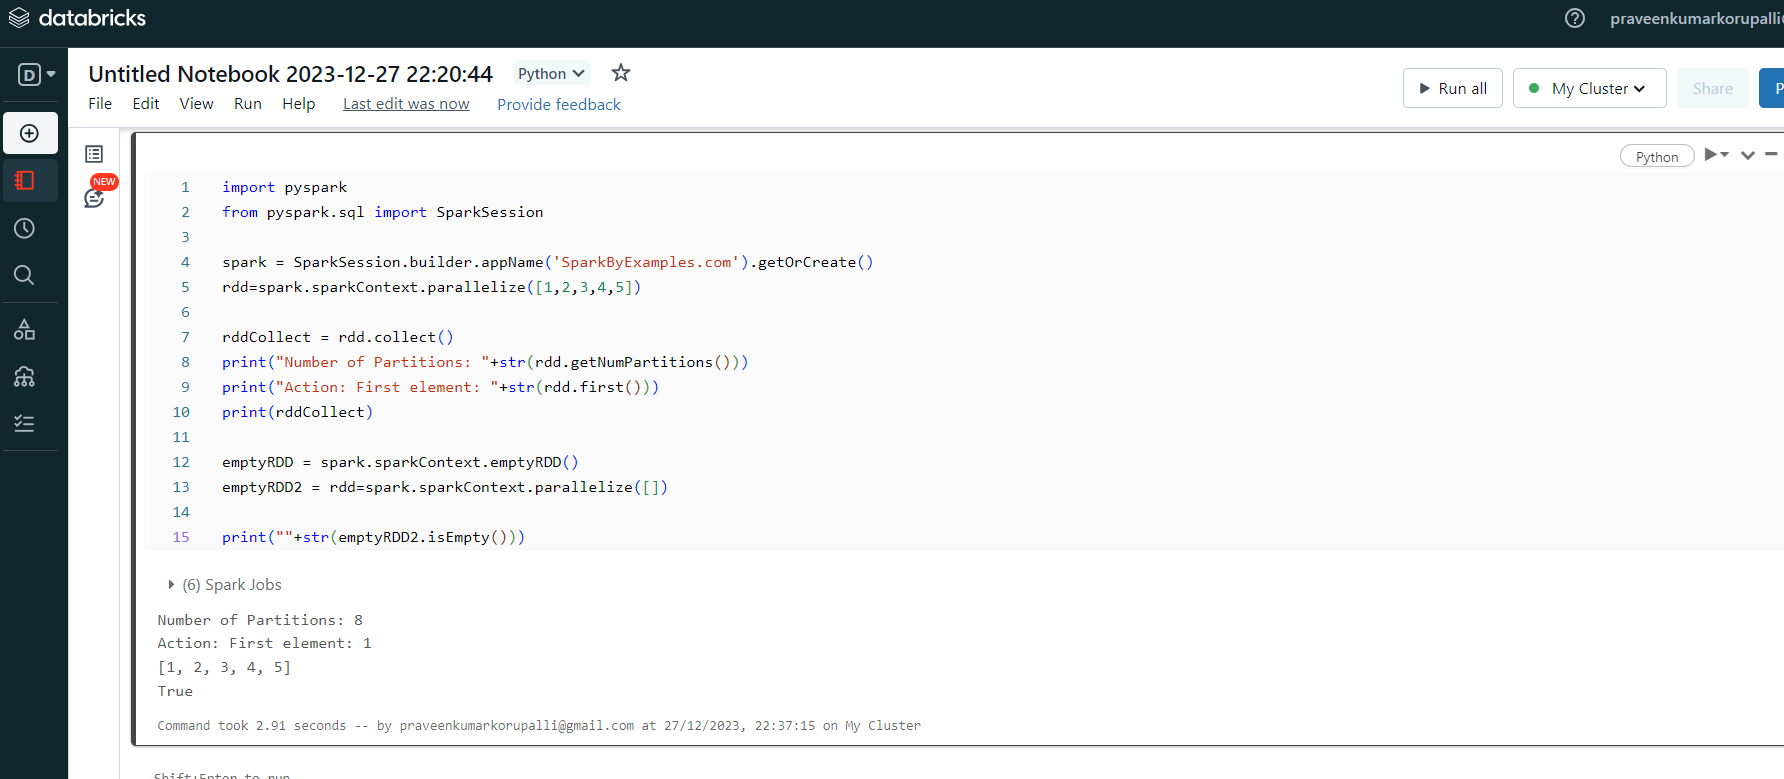 databricks
praveenkumarkorupalli
D
Untitled Notebook 2023-12-27 22:20:44 Python
File Edit View Run Help Last edit was now Provide feedback
Run all My Cluster Share P
NEW
Python
1 import pyspark
2 from pyspark.sql import SparkSession
3
4 spark = SparkSession.builder.appName('SparkByExamples.com').getOrCreate()
5 rdd=spark.sparkContext.parallelize([1,2,3,4,5])
6
7 rddCollect = rdd.collect()
8 print("Number of Partitions: "+str(rdd.getNumPartitions()))
9 print("Action: First element: "+str(rdd.first()))
10 print(rddCollect)
11
12 emptyRDD = spark.sparkContext.emptyRDD()
13 emptyRDD2 = rdd=spark.sparkContext.parallelize([])
14
15 print(""+str(emptyRDD2.isEmpty()))
(6) Spark Jobs
Number of Partitions: 8
Action: First element: 1
[1, 2, 3, 4, 5]
True
Command took 2.91 seconds -- by praveenkumarkorupalli@gmail.com at 27/12/2023, 22:37:15 on My Cluster
Shift+Enter to run